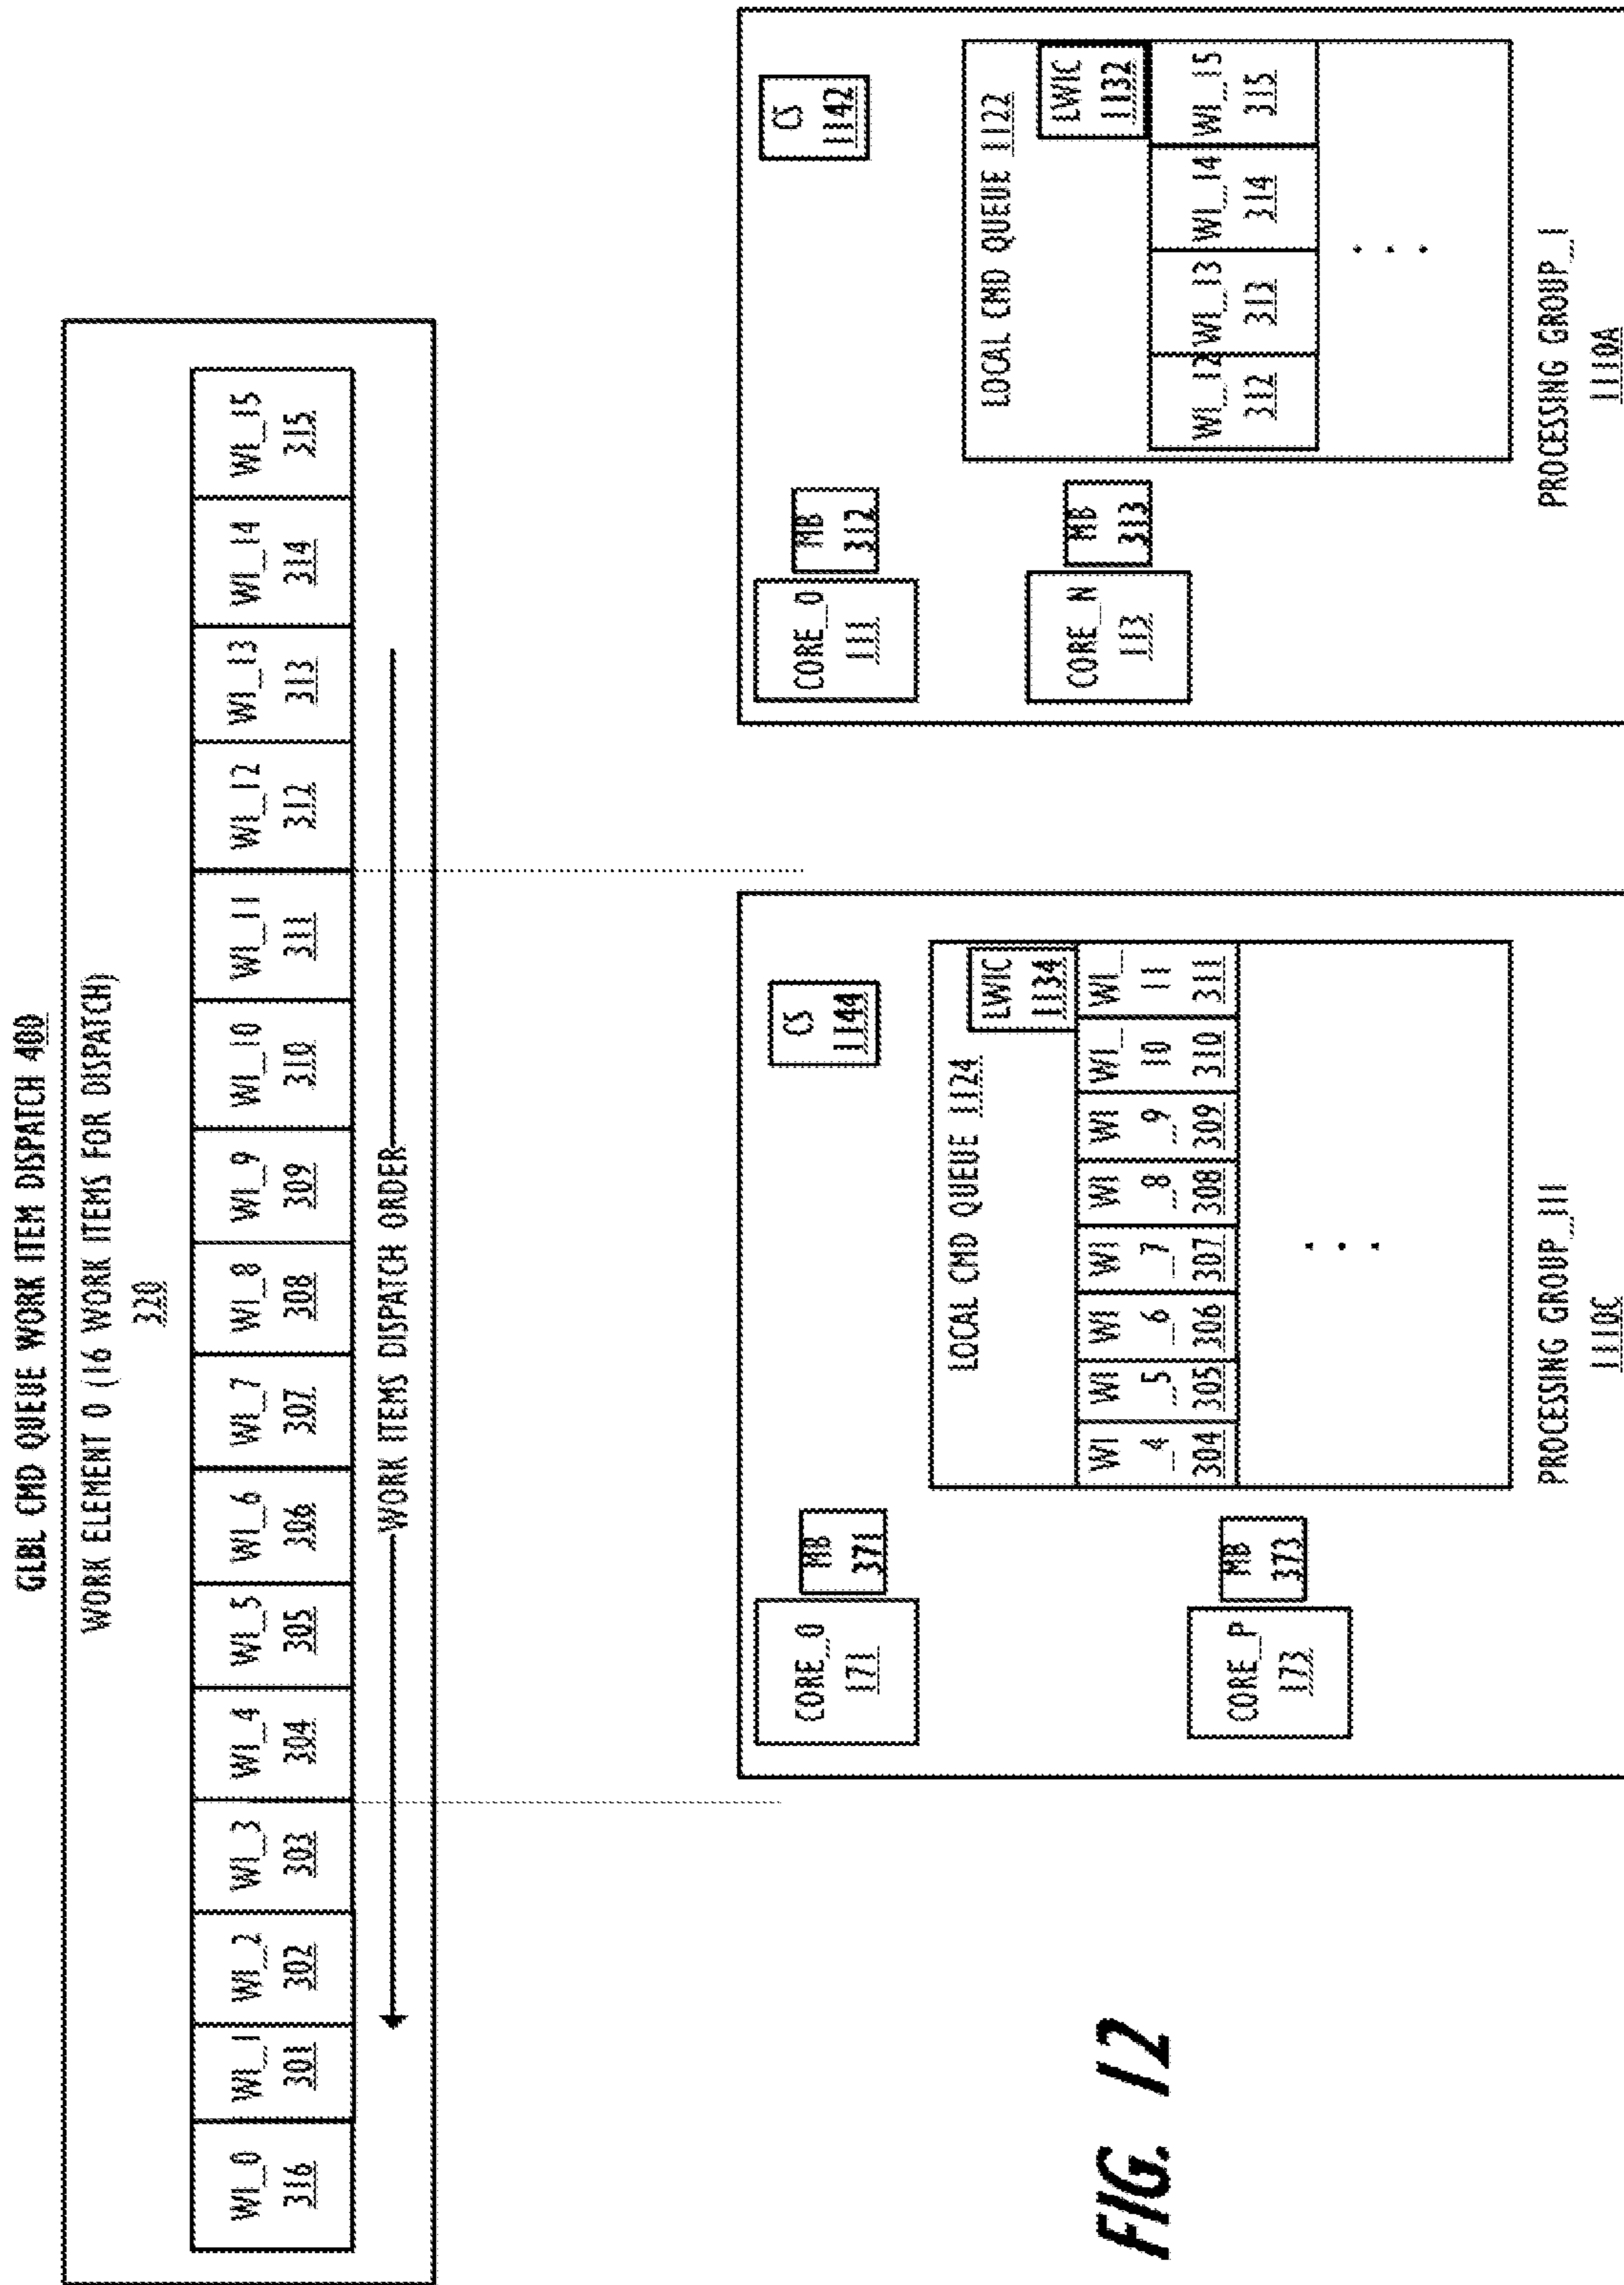 GLBL CMD QUEUE WORK ITEM DISPATCH 400
WORK ELEMENT 0 (16 WORK ITEMS FOR DISPATCH)
320
WI_0 WI_1 WI_2 WI_3 WI_4 WI_5 WI_6 WI_7 WI_8 WI_9 WI_10 WI_11 WI_12 WI_13 WI_14 WI_15
316 301 302 303 304 305 306 307 308 309 310 311 312 313 314 315
WORK ITEMS DISPATCH ORDER
CORE_0
171
MB
371
CS
1144
LOCAL CMD QUEUE 1124
LWIC
1134
WI WI WI WI WI WI WI_ WI_
_4 _5 _6 _7 _8 _9 10 11
304 305 306 307 308 309 310 311
CORE_P
173
MB
373
PROCESSING GROUP_III
1110C
CORE_0
111
MB
312
CS
1142
LOCAL CMD QUEUE 1122
LWIC
1132
CORE_N
113
MB
313
WI_12 WI_13 WI_14 WI_15
312 313 314 315
PROCESSING GROUP_I
1110A
FIG. 12